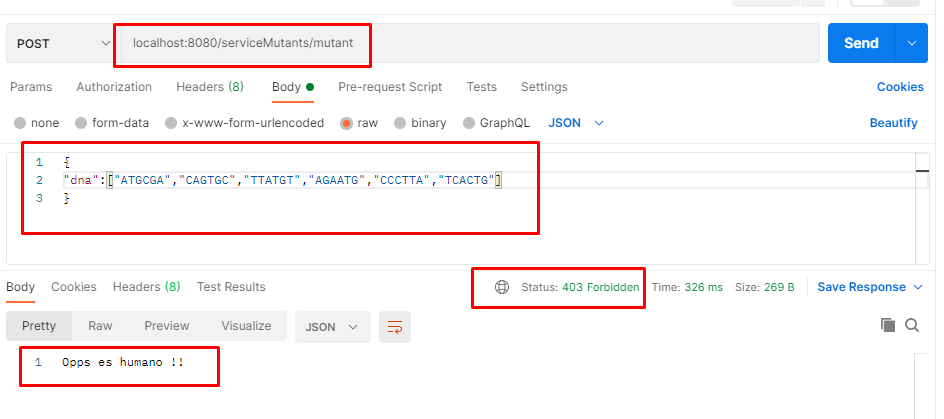 POST localhost:8080/serviceMutants/mutant Send
Params Authorization Headers (8) Body Pre-request Script Tests Settings Cookies
none form-data x-www-form-urlencoded raw binary GraphQL JSON Beautify
1 {
2 "dna":["ATGCGA","CAGTGC","TTATGT","AGAATG","CCCTTA","TCACTG"]
3 }
Body Cookies Headers (8) Test Results Status: 403 Forbidden Time: 326 ms Size: 269 B Save Response
Pretty Raw Preview Visualize JSON
1 Opps es humano !!